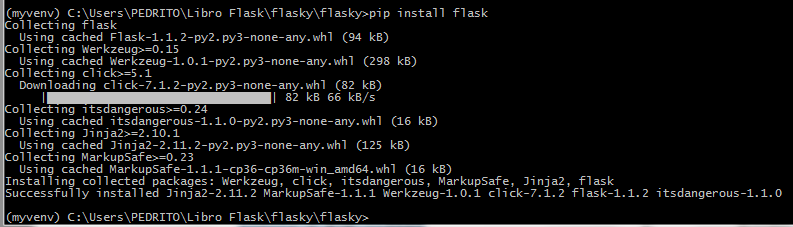 (myvenv) C:\Users\PEDRITO\Libro Flask\flasky\flasky>pip install flask
Collecting flask
  Using cached Flask-1.1.2-py2.py3-none-any.whl (94 kB)
Collecting Werkzeug>=0.15
  Using cached Werkzeug-1.0.1-py2.py3-none-any.whl (298 kB)
Collecting click>=5.1
  Downloading click-7.1.2-py2.py3-none-any.whl (82 kB)
     |████████████████████████████████| 82 kB 66 kB/s
Collecting itsdangerous>=0.24
  Using cached itsdangerous-1.1.0-py2.py3-none-any.whl (16 kB)
Collecting Jinja2>=2.10.1
  Using cached Jinja2-2.11.2-py2.py3-none-any.whl (125 kB)
Collecting MarkupSafe>=0.23
  Using cached MarkupSafe-1.1.1-cp36-cp36m-win_amd64.whl (16 kB)
Installing collected packages: Werkzeug, click, itsdangerous, MarkupSafe, Jinja2, flask
Successfully installed Jinja2-2.11.2 MarkupSafe-1.1.1 Werkzeug-1.0.1 click-7.1.2 flask-1.1.2 itsdangerous-1.1.0
(myvenv) C:\Users\PEDRITO\Libro Flask\flasky\flasky>